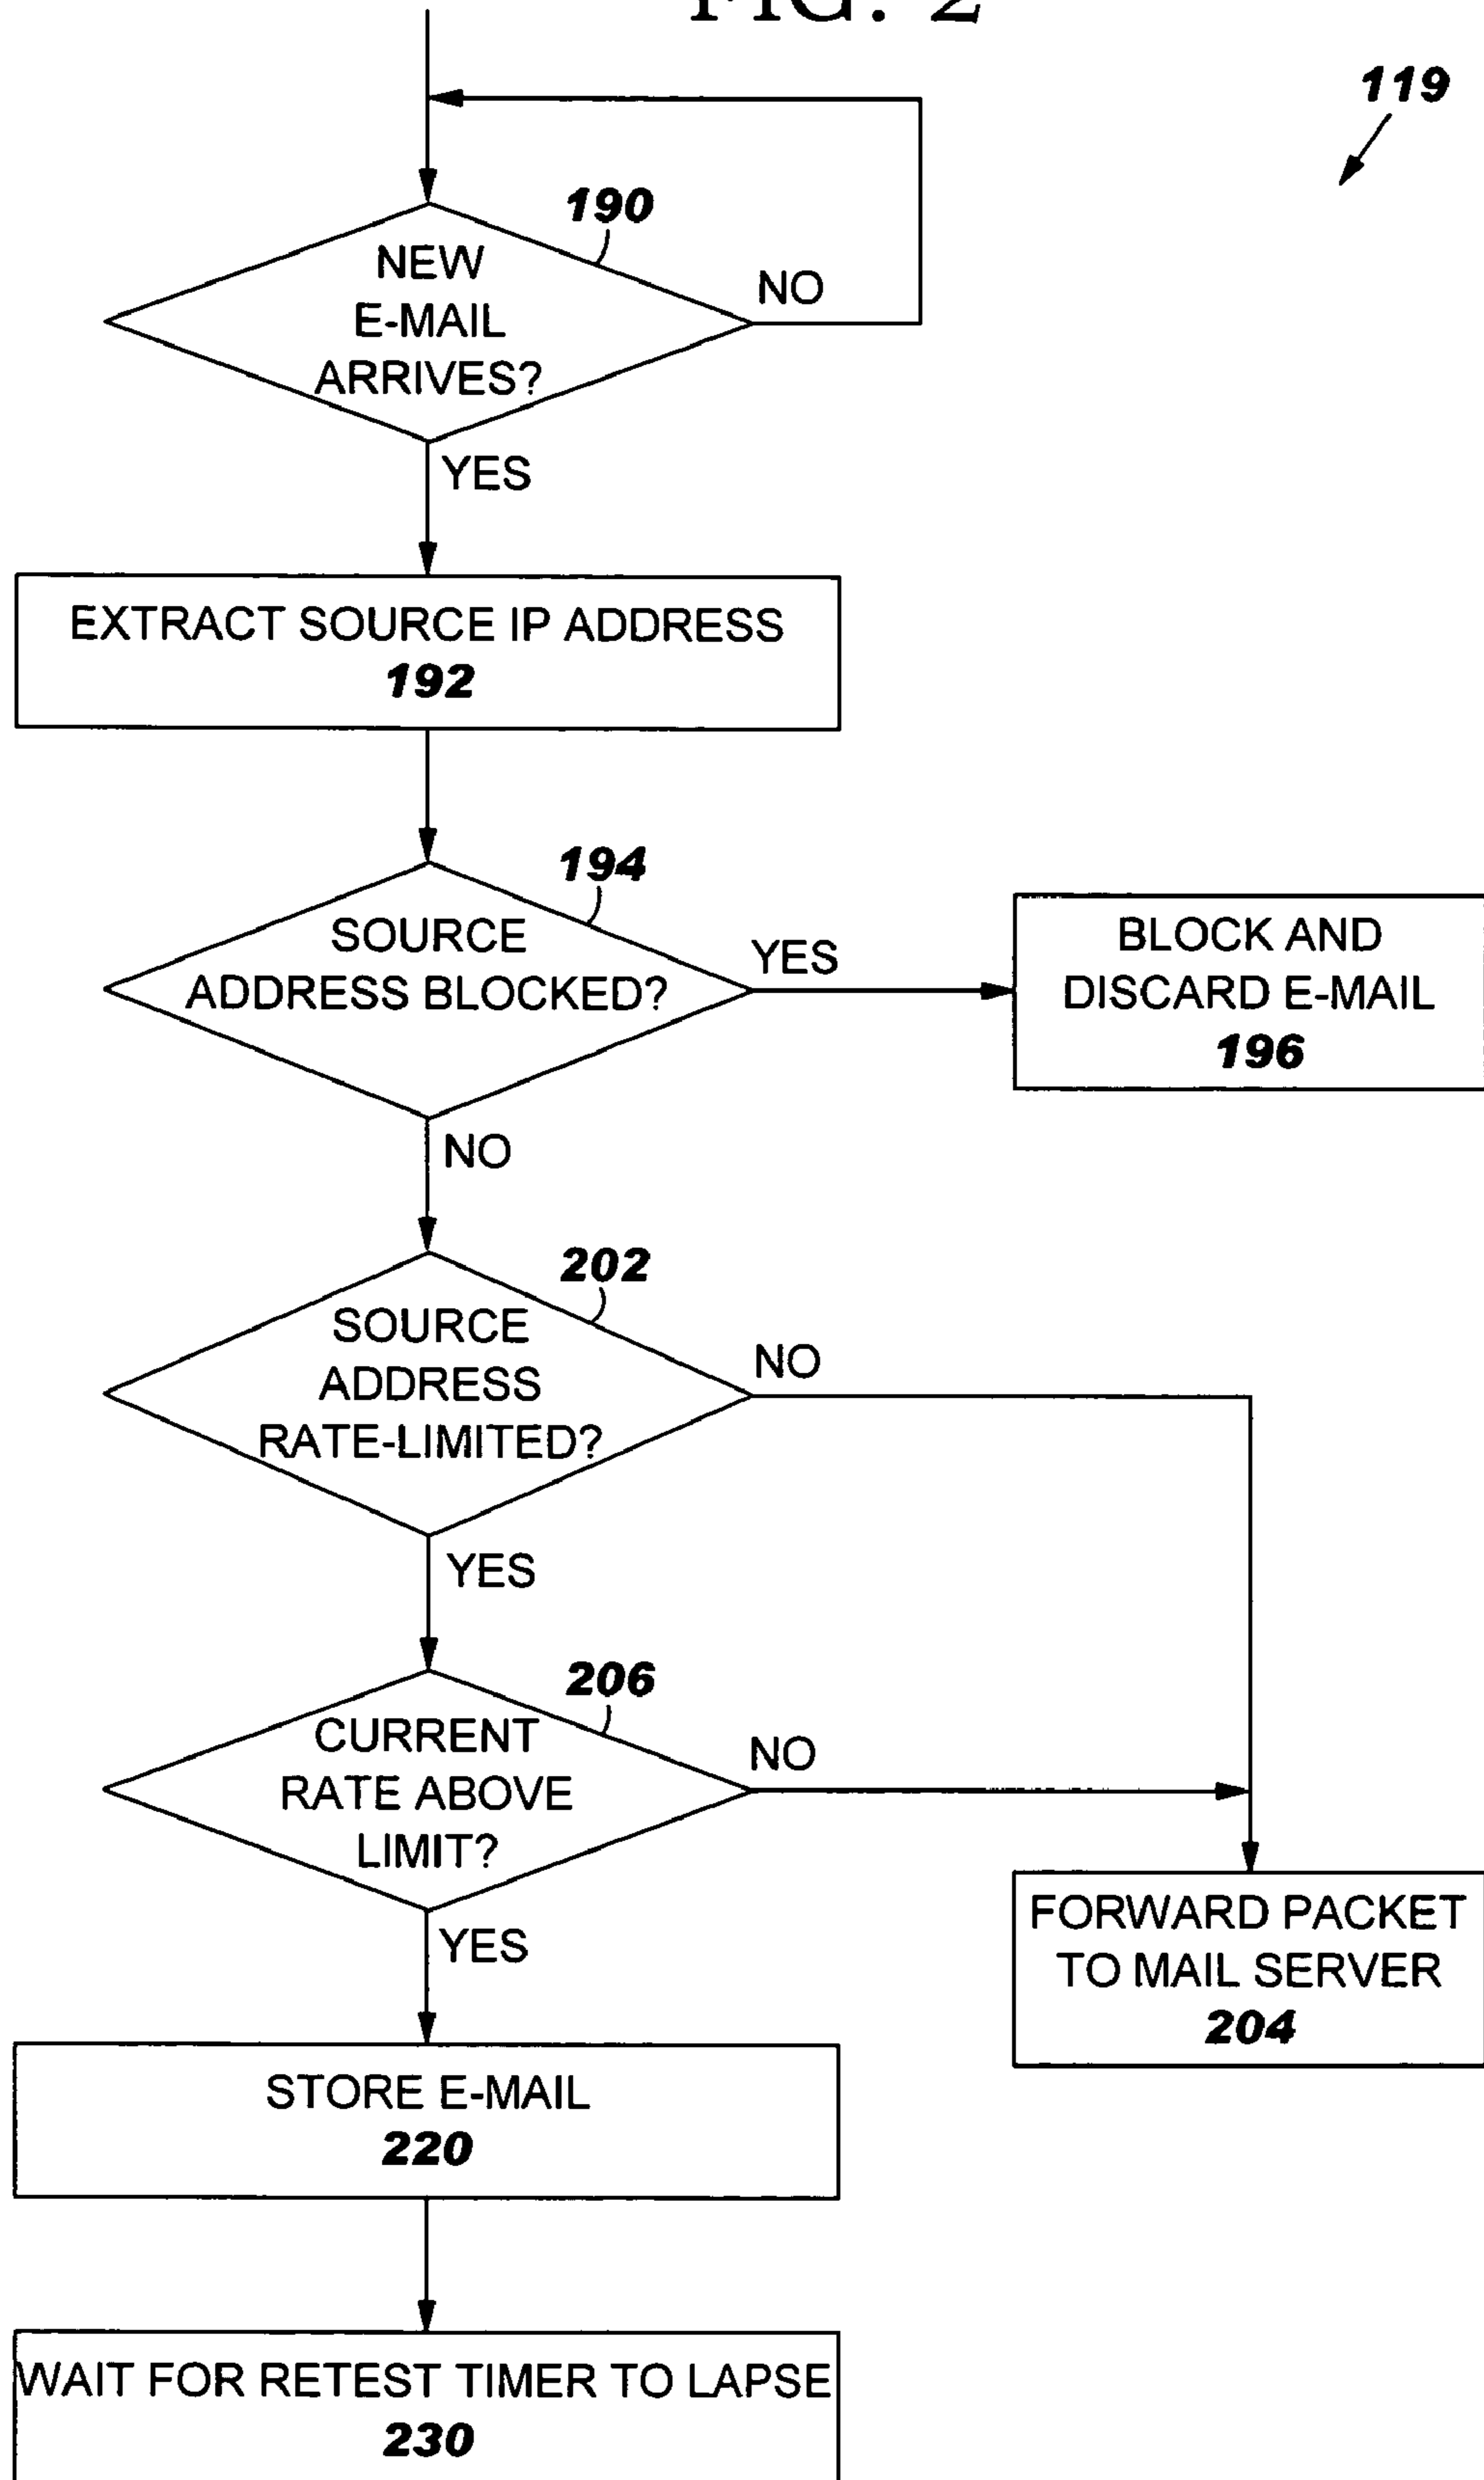 FIG. 2
119
190
NEW
E-MAIL
ARRIVES?
NO
YES
EXTRACT SOURCE IP ADDRESS
192
194
SOURCE
ADDRESS BLOCKED?
YES
BLOCK AND
DISCARD E-MAIL
196
NO
202
SOURCE
ADDRESS
RATE-LIMITED?
NO
YES
206
CURRENT
RATE ABOVE
LIMIT?
NO
YES
FORWARD PACKET
TO MAIL SERVER
204
STORE E-MAIL
220
WAIT FOR RETEST TIMER TO LAPSE
230